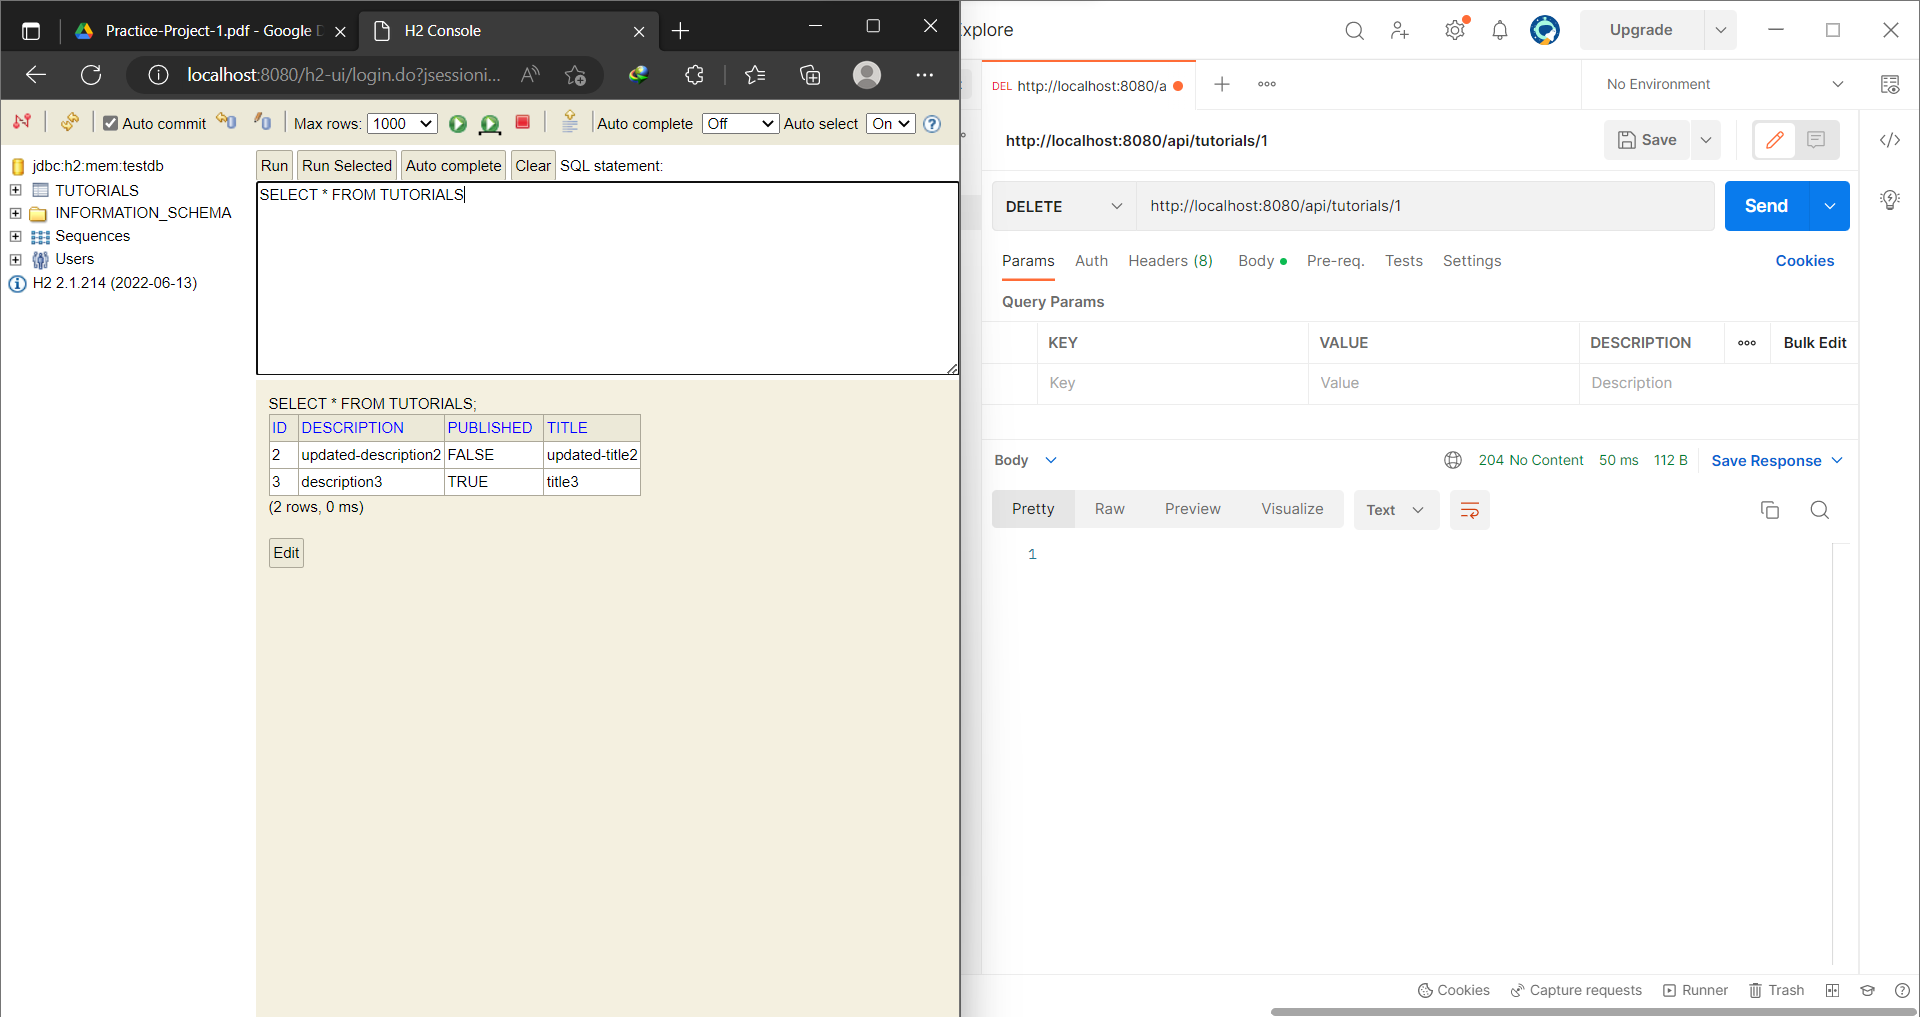 Practice-Project-1.pdf - Google D
H2 Console
localhost:8080/h2-ui/login.do?jsessioni...
Auto commit
Max rows: 1000
Auto complete Off
Auto select On
jdbc:h2:mem:testdb
TUTORIALS
INFORMATION_SCHEMA
Sequences
Users
H2 2.1.214 (2022-06-13)
Run Run Selected Auto complete Clear SQL statement:
SELECT * FROM TUTORIALS
SELECT * FROM TUTORIALS;
ID DESCRIPTION PUBLISHED TITLE
2 updated-description2 FALSE updated-title2
3 description3 TRUE title3
(2 rows, 0 ms)
Edit
Explore
Upgrade
DEL http://localhost:8080/a
No Environment
http://localhost:8080/api/tutorials/1
Save
DELETE http://localhost:8080/api/tutorials/1 Send
Params Auth Headers (8) Body Pre-req. Tests Settings Cookies
Query Params
KEY VALUE DESCRIPTION Bulk Edit
Key Value Description
Body 204 No Content 50 ms 112 B Save Response
Pretty Raw Preview Visualize Text
1
Cookies Capture requests Runner Trash